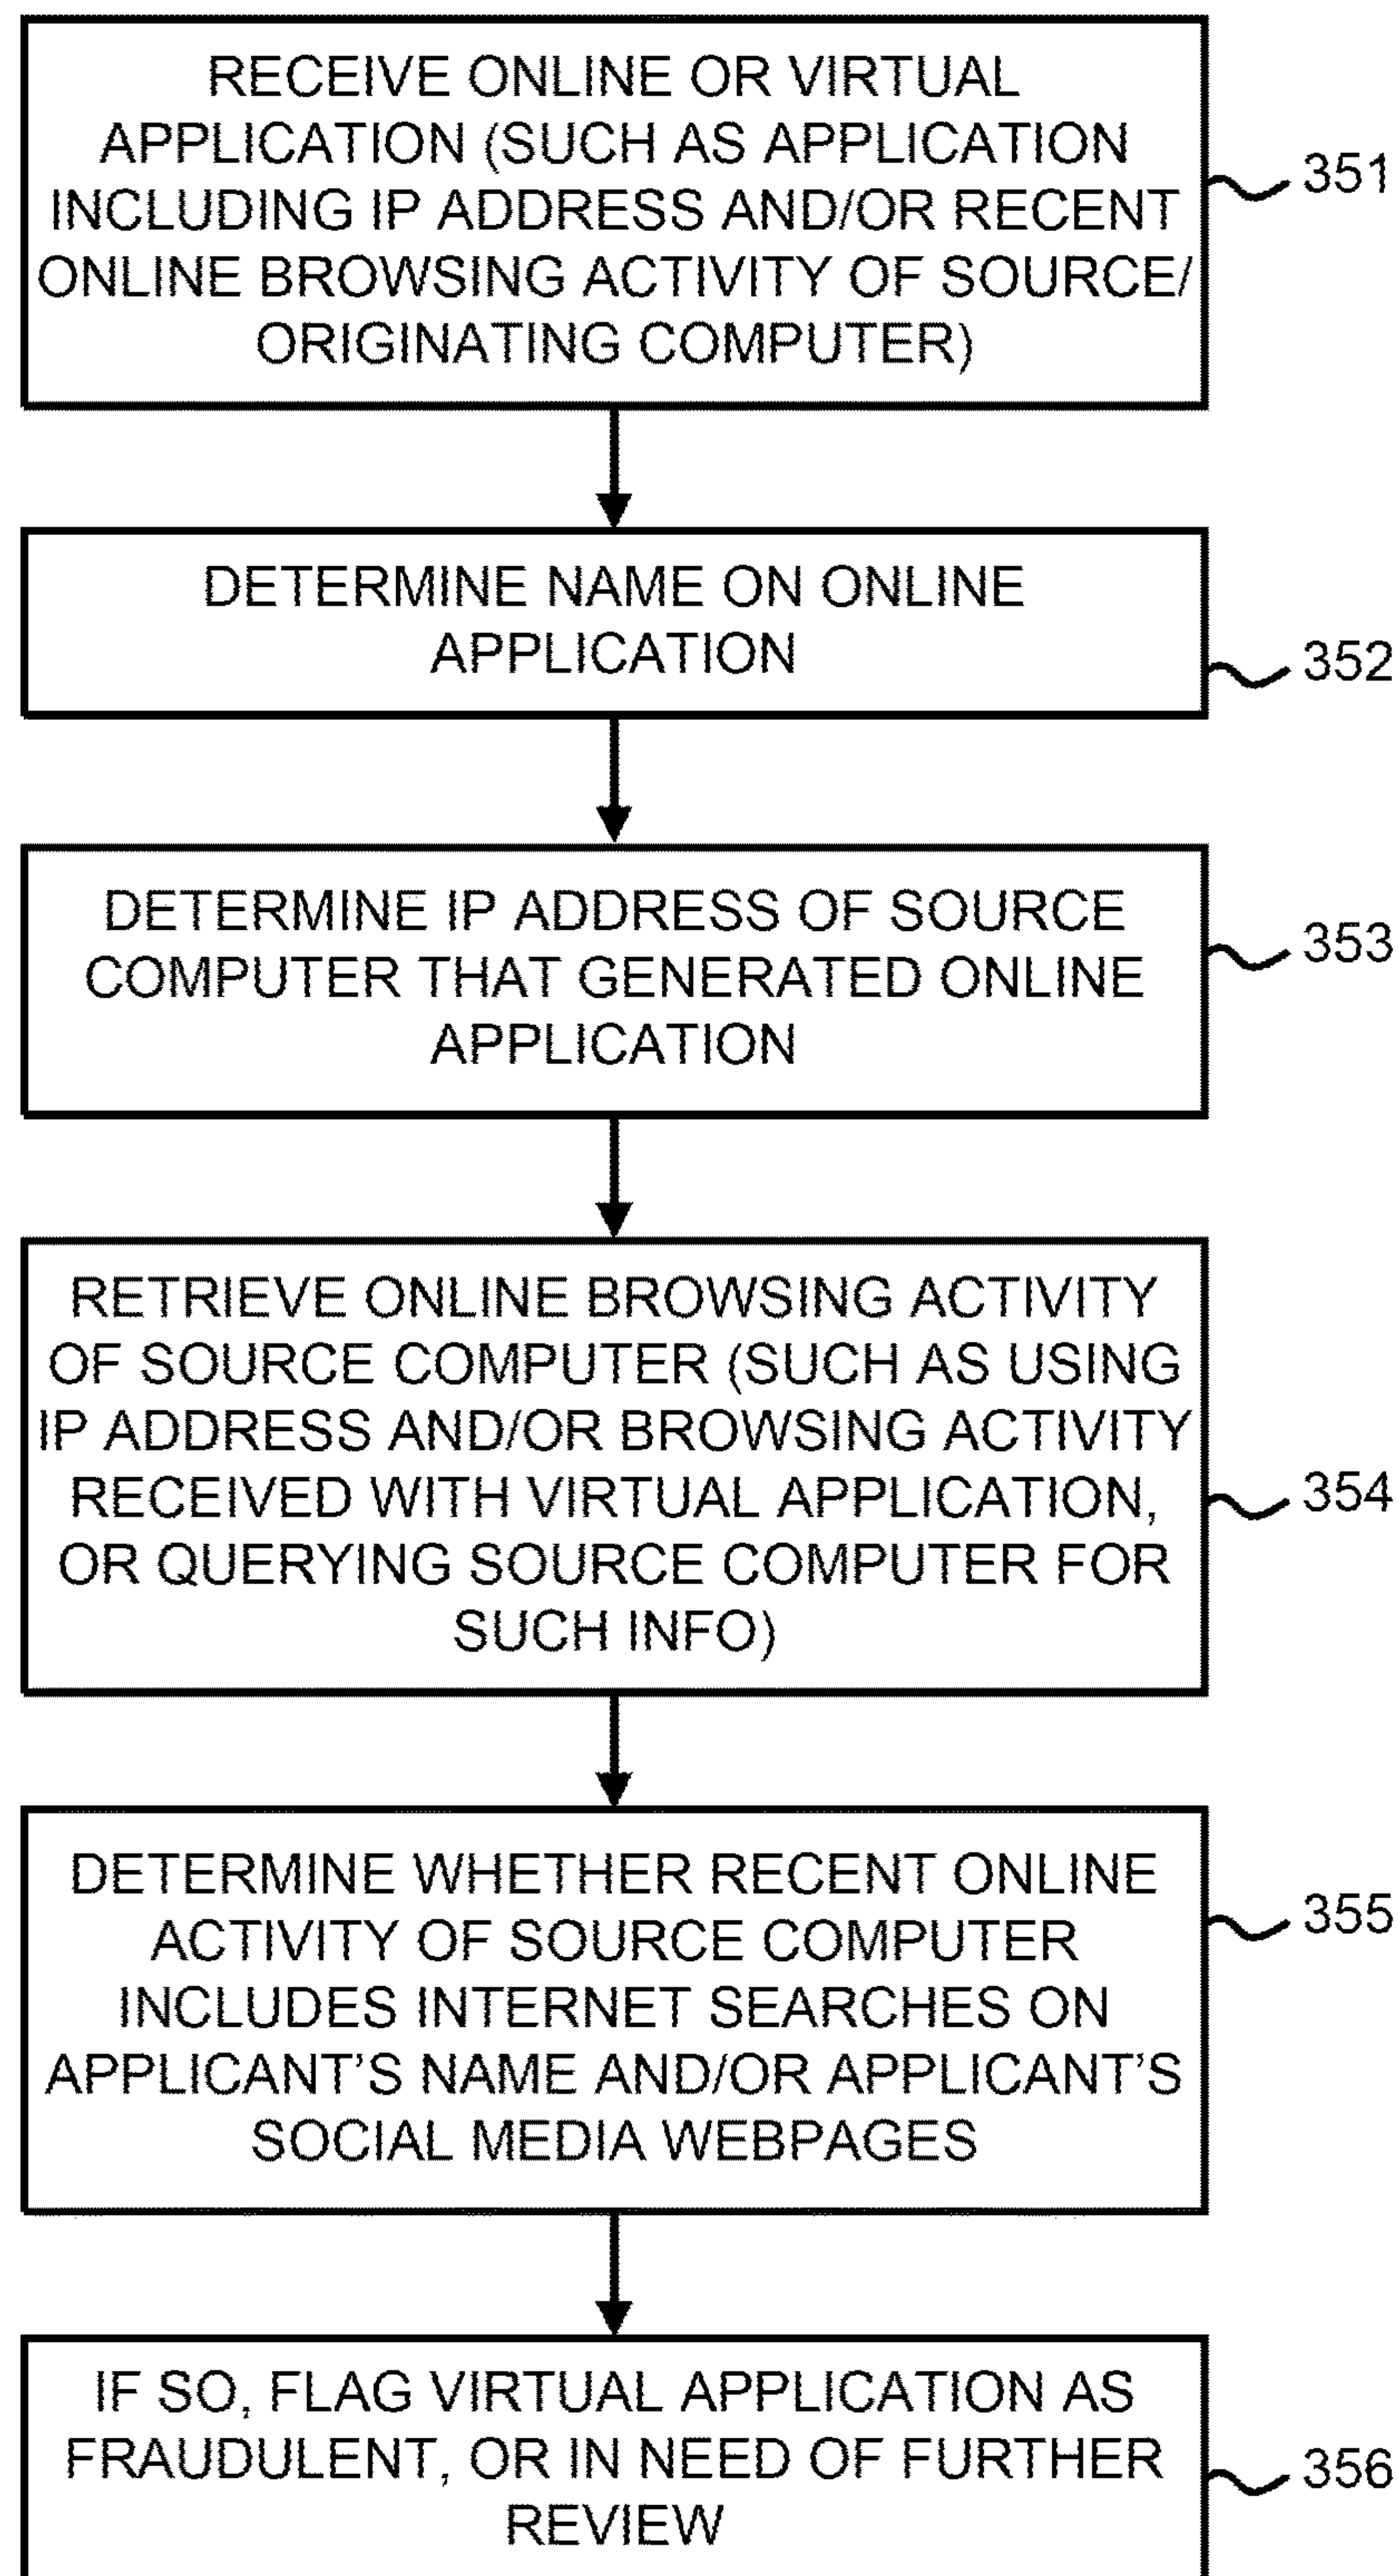 RECEIVE ONLINE OR VIRTUAL
APPLICATION (SUCH AS APPLICATION
INCLUDING IP ADDRESS AND/OR RECENT
ONLINE BROWSING ACTIVITY OF SOURCE/
ORIGINATING COMPUTER)
351
DETERMINE NAME ON ONLINE
APPLICATION
352
DETERMINE IP ADDRESS OF SOURCE
COMPUTER THAT GENERATED ONLINE
APPLICATION
353
RETRIEVE ONLINE BROWSING ACTIVITY
OF SOURCE COMPUTER (SUCH AS USING
IP ADDRESS AND/OR BROWSING ACTIVITY
RECEIVED WITH VIRTUAL APPLICATION,
OR QUERYING SOURCE COMPUTER FOR
SUCH INFO)
354
DETERMINE WHETHER RECENT ONLINE
ACTIVITY OF SOURCE COMPUTER
INCLUDES INTERNET SEARCHES ON
APPLICANT'S NAME AND/OR APPLICANT'S
SOCIAL MEDIA WEBPAGES
355
IF SO, FLAG VIRTUAL APPLICATION AS
FRAUDULENT, OR IN NEED OF FURTHER
REVIEW
356